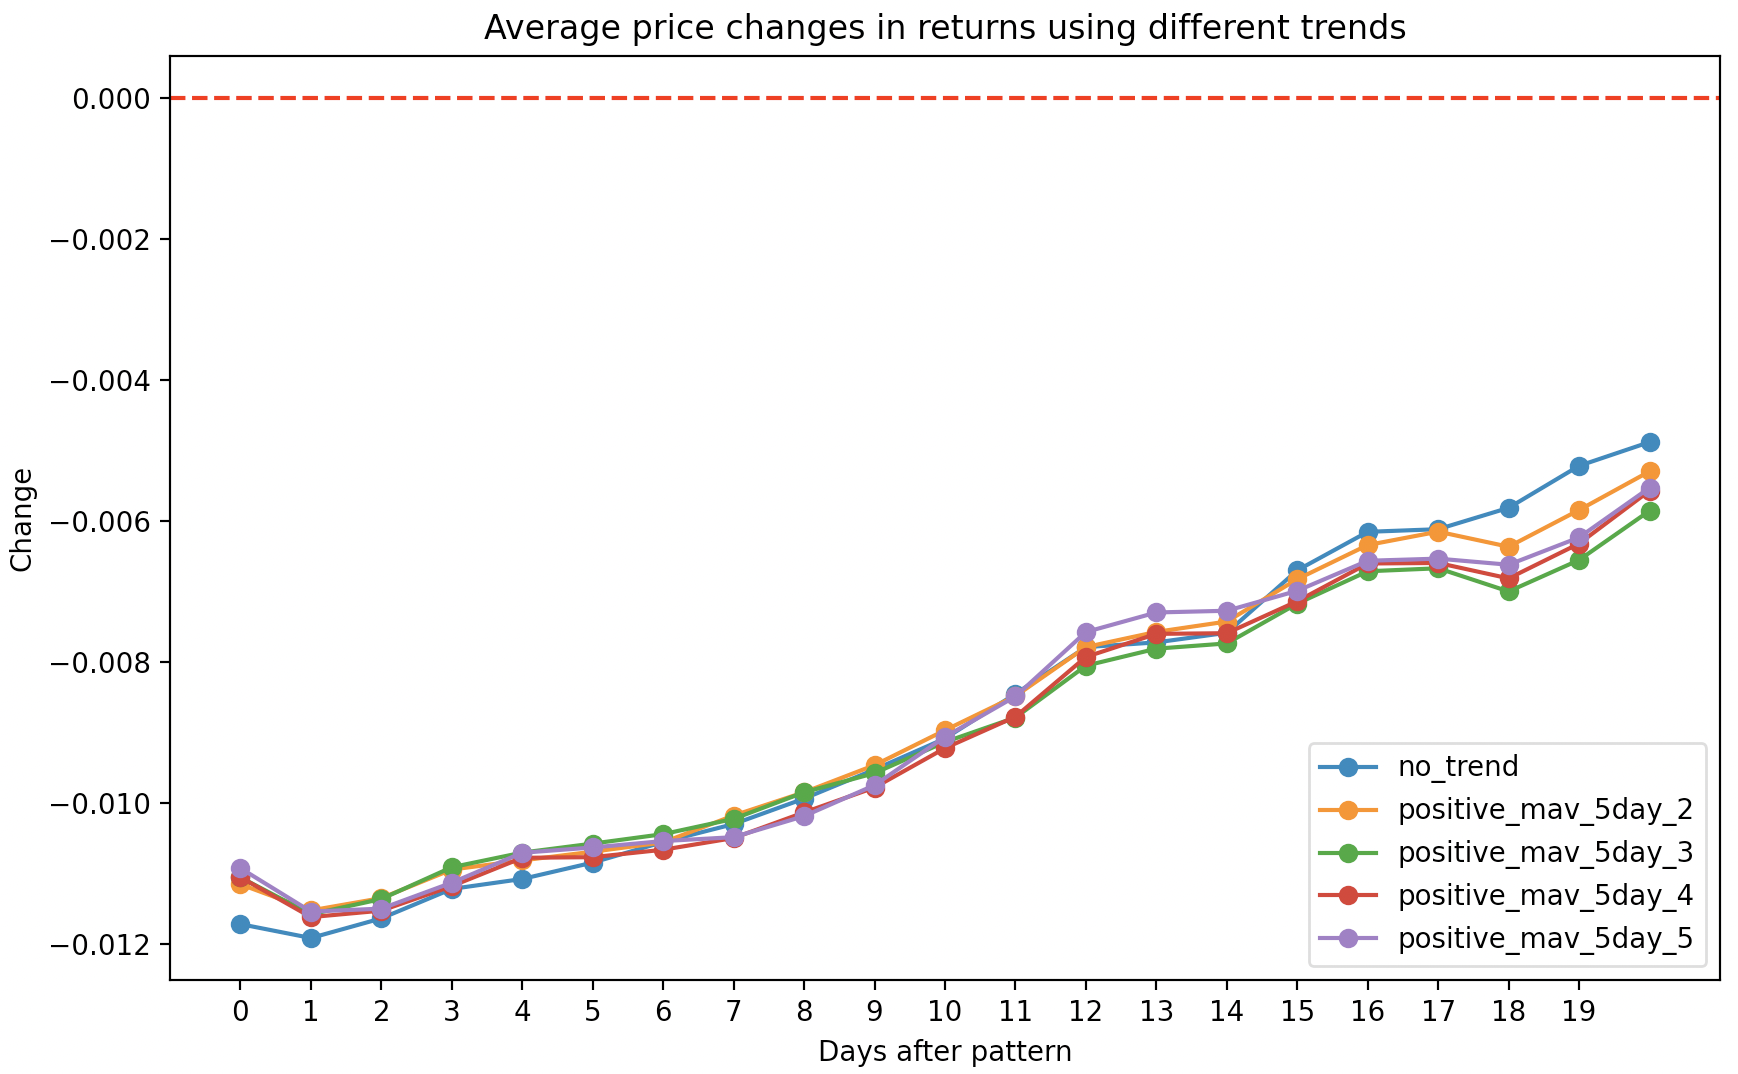 Average price changes in returns using different trends
0.000
−0.002
−0.004
−0.006
−0.008
−0.010
−0.012
Change
no_trend
positive_mav_5day_2
positive_mav_5day_3
positive_mav_5day_4
positive_mav_5day_5
0 1 2 3 4 5 6 7 8 9 10 11 12 13 14 15 16 17 18 19
Days after pattern